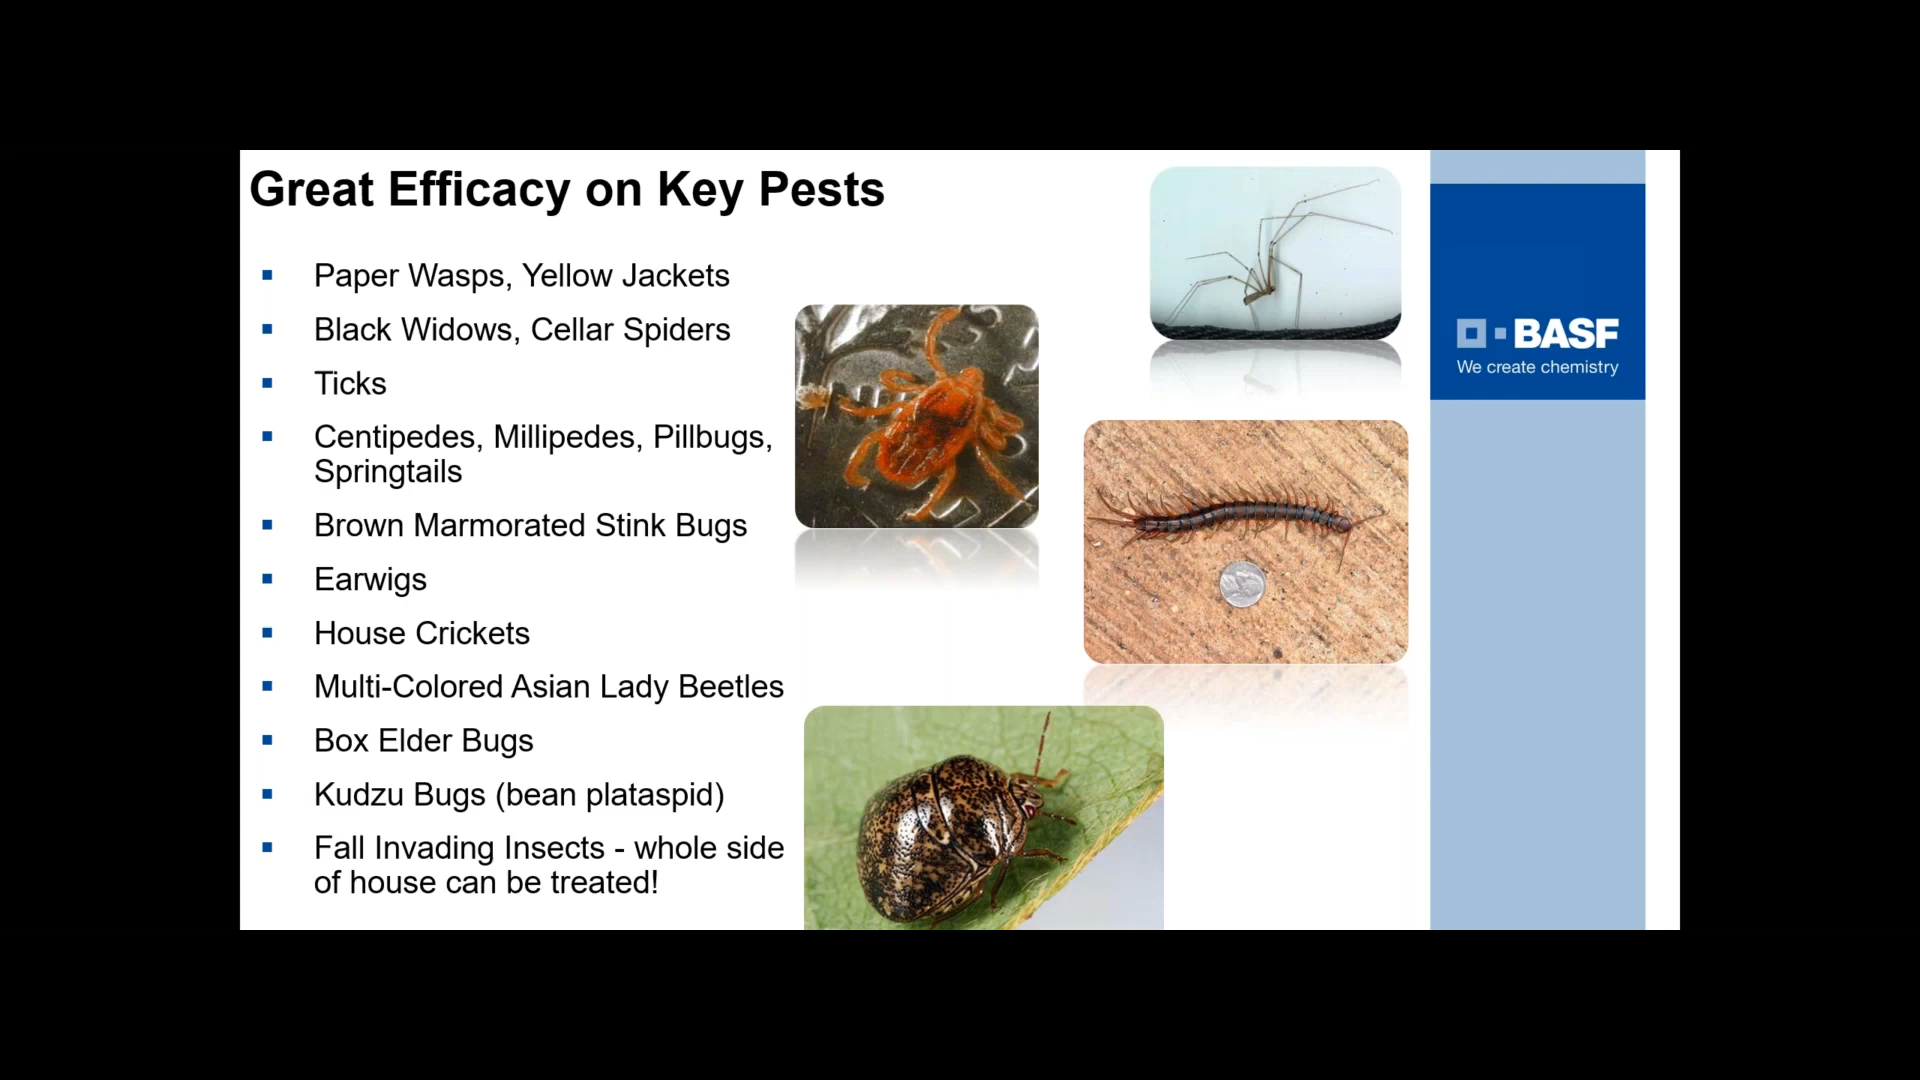 Great Efficacy on Key Pests
Paper Wasps, Yellow Jackets
Black Widows, Cellar Spiders
Ticks
Centipedes, Millipedes, Pillbugs,
Springtails
Brown Marmorated Stink Bugs
Earwigs
House Crickets
Multi-Colored Asian Lady Beetles
Box Elder Bugs
Kudzu Bugs (bean plataspid)
Fall Invading Insects - whole side
of house can be treated!
BASF
We create chemistry